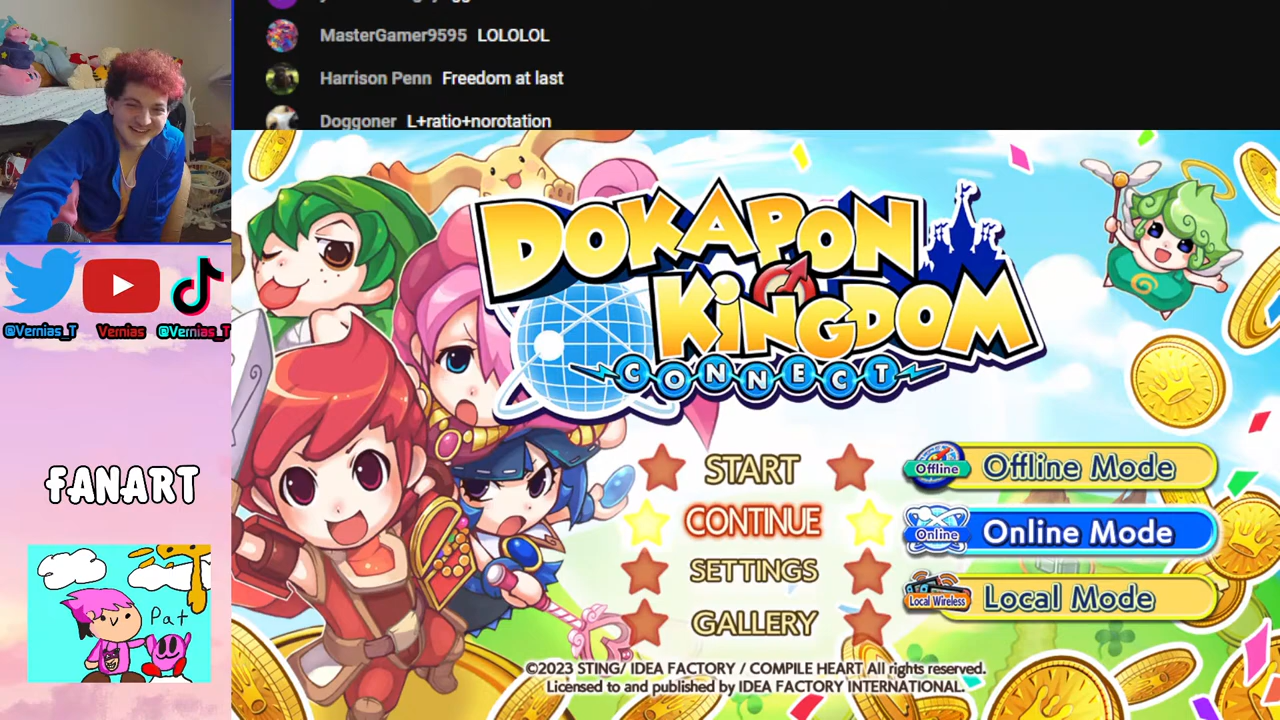 MasterGamer9595 LOLOLOL
Harrison Penn Freedom at last
Doggoner L+ratio+norotation
DOKAPON
KINGDOM
CONNECT
@Vernias_T Vernias @Vernias_T
START
CONTINUE
SETTINGS
GALLERY
Offline Offline Mode
Online Online Mode
Local Wireless Local Mode
FANART
Pat
©2023 STING/ IDEA FACTORY / COMPILE HEART All rights reserved.
Licensed to and published by IDEA FACTORY INTERNATIONAL.